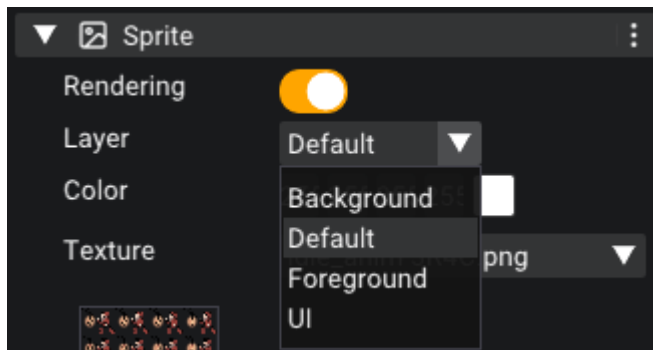 Sprite
Rendering
Layer
Default
Color
Background
Default
Texture
png
Foreground
UI